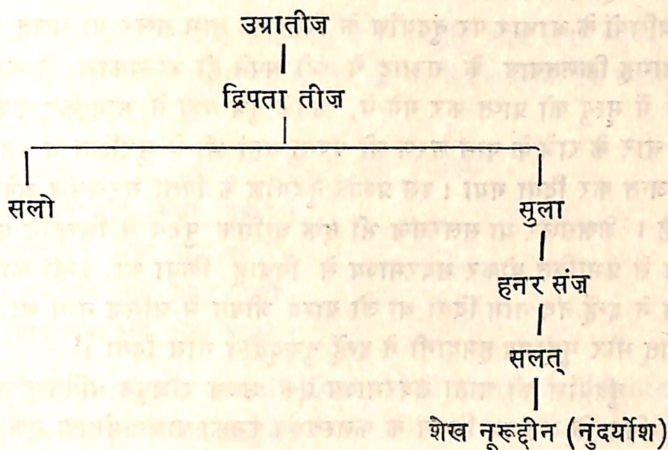 उग्रातीज़
द्रिपता तीज़
सलो
सुला
हनर संज़
सलत्
शेख नूरूद्दीन (नुंदर्योश)